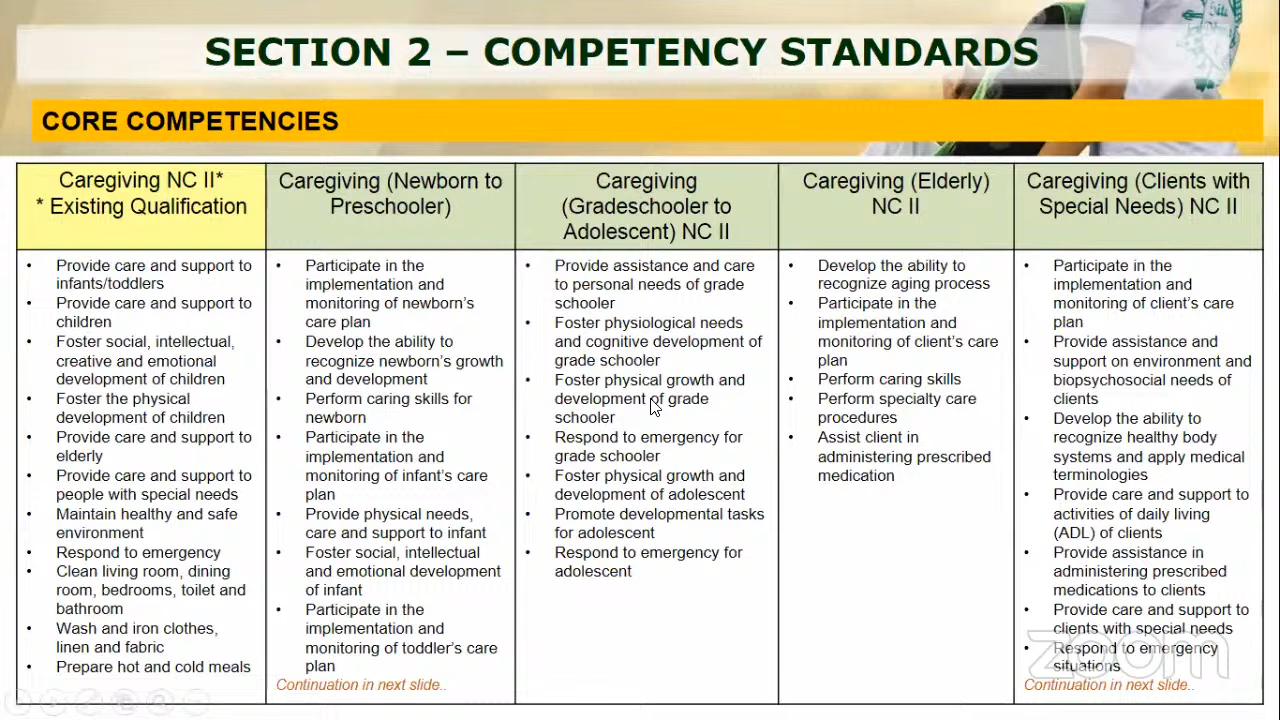 SECTION 2 – COMPETENCY STANDARDS
CORE COMPETENCIES
Caregiving NC II*
* Existing Qualification
• Provide care and support to
infants/toddlers
• Provide care and support to
children
• Foster social, intellectual,
creative and emotional
development of children
• Foster the physical
development of children
• Provide care and support to
elderly
• Provide care and support to
people with special needs
• Maintain healthy and safe
environment
• Respond to emergency
• Clean living room, dining
room, bedrooms, toilet and
bathroom
• Wash and iron clothes,
linen and fabric
• Prepare hot and cold meals
Caregiving (Newborn to
Preschooler)
• Participate in the
implementation and
monitoring of newborn's
care plan
• Develop the ability to
recognize newborn's growth
and development
• Perform caring skills for
newborn
• Participate in the
implementation and
monitoring of infant's care
plan
• Provide physical needs,
care and support to infant
• Foster social, intellectual
and emotional development
of infant
• Participate in the
implementation and
monitoring of toddler's care
plan
Continuation in next slide..
Caregiving
(Gradeschooler to
Adolescent) NC II
• Provide assistance and care
to personal needs of grade
schooler
• Foster physiological needs
and cognitive development of
grade schooler
• Foster physical growth and
development of grade
schooler
• Respond to emergency for
grade schooler
• Foster physical growth and
development of adolescent
• Promote developmental tasks
for adolescent
• Respond to emergency for
adolescent
Caregiving (Elderly)
NC II
• Develop the ability to
recognize aging process
• Participate in the
implementation and
monitoring of client's care
plan
• Perform caring skills
• Perform specialty care
procedures
• Assist client in
administering prescribed
medication
Caregiving (Clients with
Special Needs) NC II
• Participate in the
implementation and
monitoring of client's care
plan
• Provide assistance and
support on environment and
biopsychosocial needs of
clients
• Develop the ability to
recognize healthy body
systems and apply medical
terminologies
• Provide care and support to
activities of daily living
(ADL) of clients
• Provide assistance in
administering prescribed
medications to clients
• Provide care and support to
clients with special needs
• Respond to emergency
situations
Continuation in next slide..
zoom